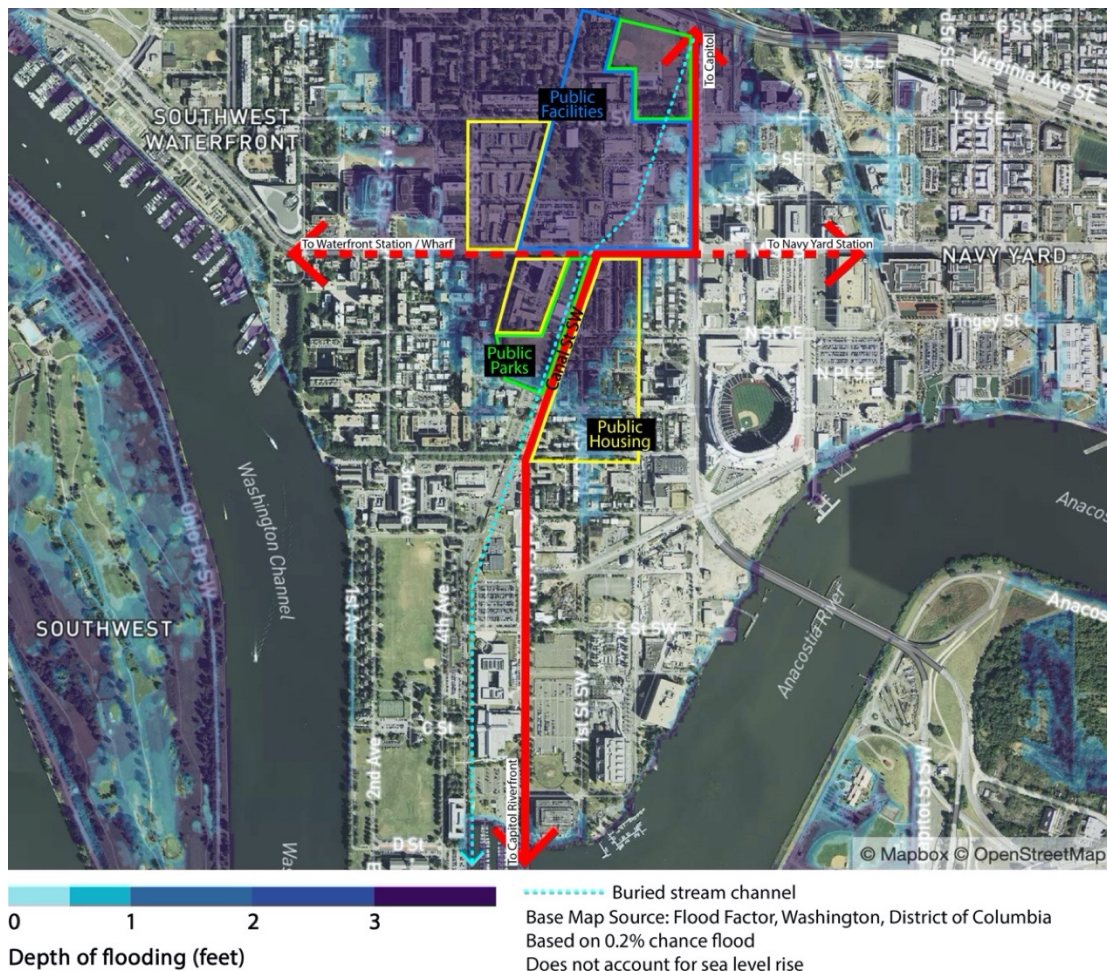 G St SE
G St SE
I St SE
Virginia Ave SE
To Capitol
SOUTHWEST
WATERFRONT
Public
Facilities
I St SE
To Waterfront Station / Wharf
To Navy Yard Station
NAVY YARD
Tingey St
N St SE
N Pl SE
Canal St SW
Public
Parks
Public
Housing
3rd Ave
Washington Channel
Ohio Dr SW
Anacostia River
SOUTHWEST
1st Ave
4th Ave
C St
2nd Ave
1st St SW
To Capitol Riverfront
D St
© Mapbox © OpenStreetMap
0 1 2 3
Depth of flooding (feet)
Buried stream channel
Base Map Source: Flood Factor, Washington, District of Columbia
Based on 0.2% chance flood
Does not account for sea level rise